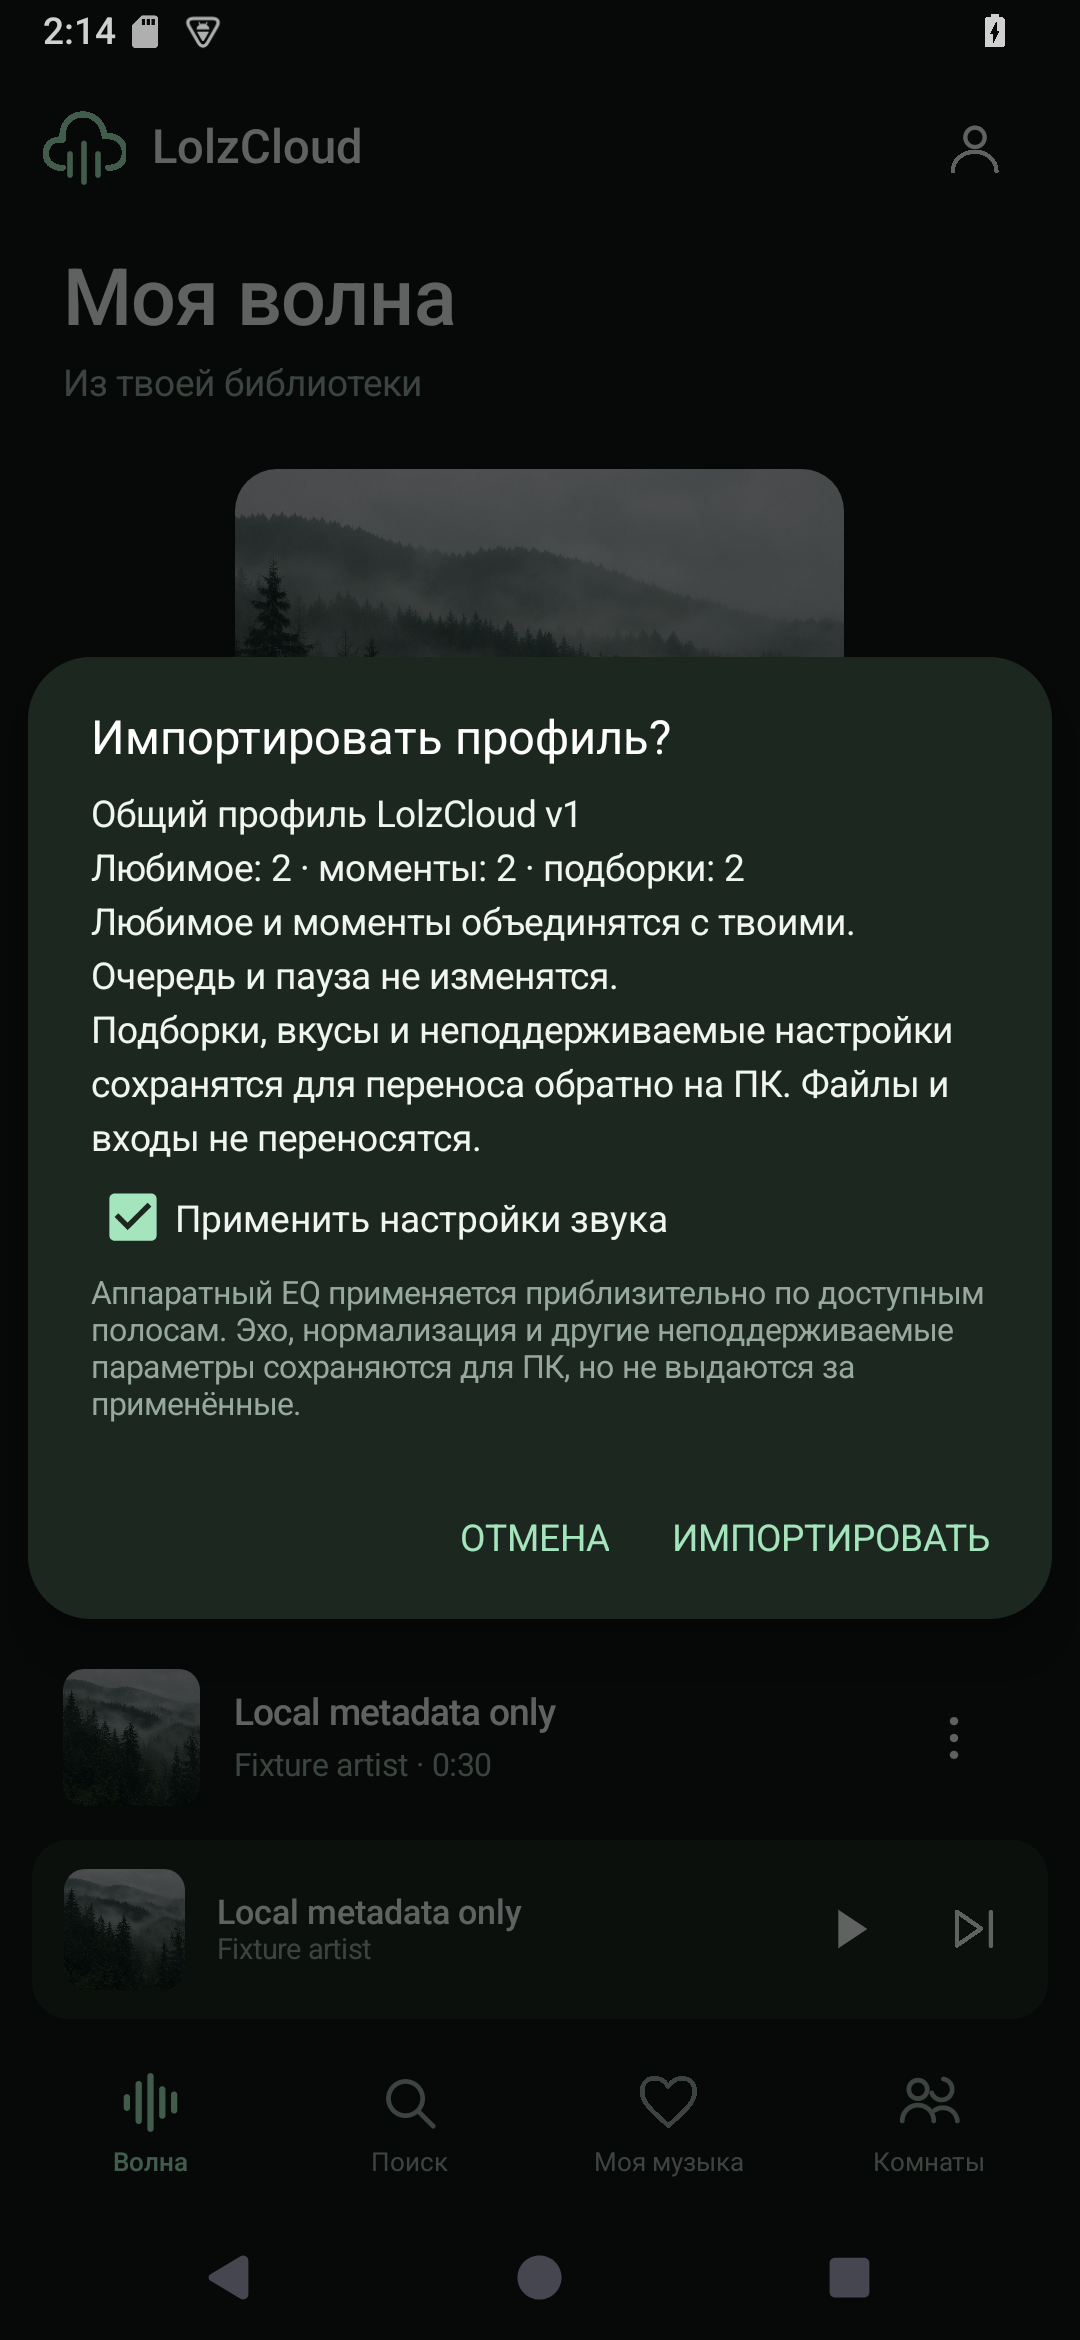 2:14
LolzCloud
Моя волна
Из твоей библиотеки
Импортировать профиль?
Общий профиль LolzCloud v1
Любимое: 2 · моменты: 2 · подборки: 2
Любимое и моменты объединятся с твоими.
Очередь и пауза не изменятся.
Подборки, вкусы и неподдерживаемые настройки
сохранятся для переноса обратно на ПК. Файлы и
входы не переносятся.
Применить настройки звука
Аппаратный EQ применяется приблизительно по доступным
полосам. Эхо, нормализация и другие неподдерживаемые
параметры сохраняются для ПК, но не выдаются за
применённые.
ОТМЕНА
ИМПОРТИРОВАТЬ
Local metadata only
Fixture artist · 0:30
Local metadata only
Fixture artist
Волна
Поиск
Моя музыка
Комнаты